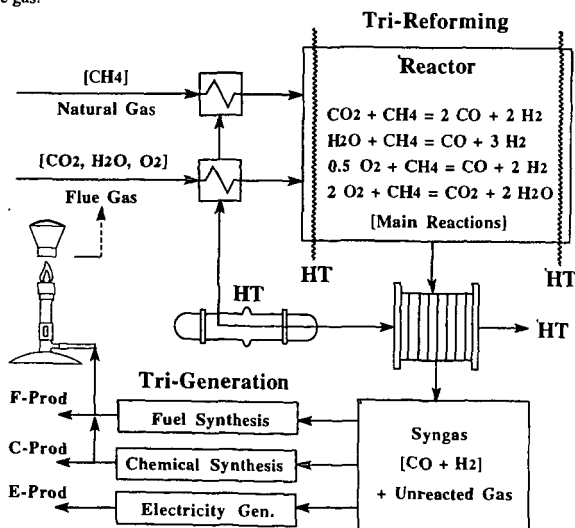 e gas.
Tri-Reforming
Reactor
[CH4]
Natural Gas
[CO2, H2O, O2]
Flue Gas
CO2 + CH4 = 2 CO + 2 H2
H2O + CH4 = CO + 3 H2
0.5 O2 + CH4 = CO + 2 H2
2 O2 + CH4 = CO2 + 2 H2O
[Main Reactions]
HT
HT
HT
HT
Tri-Generation
F-Prod
Fuel Synthesis
C-Prod
Chemical Synthesis
E-Prod
Electricity Gen.
Syngas
[CO + H2]
+ Unreacted Gas